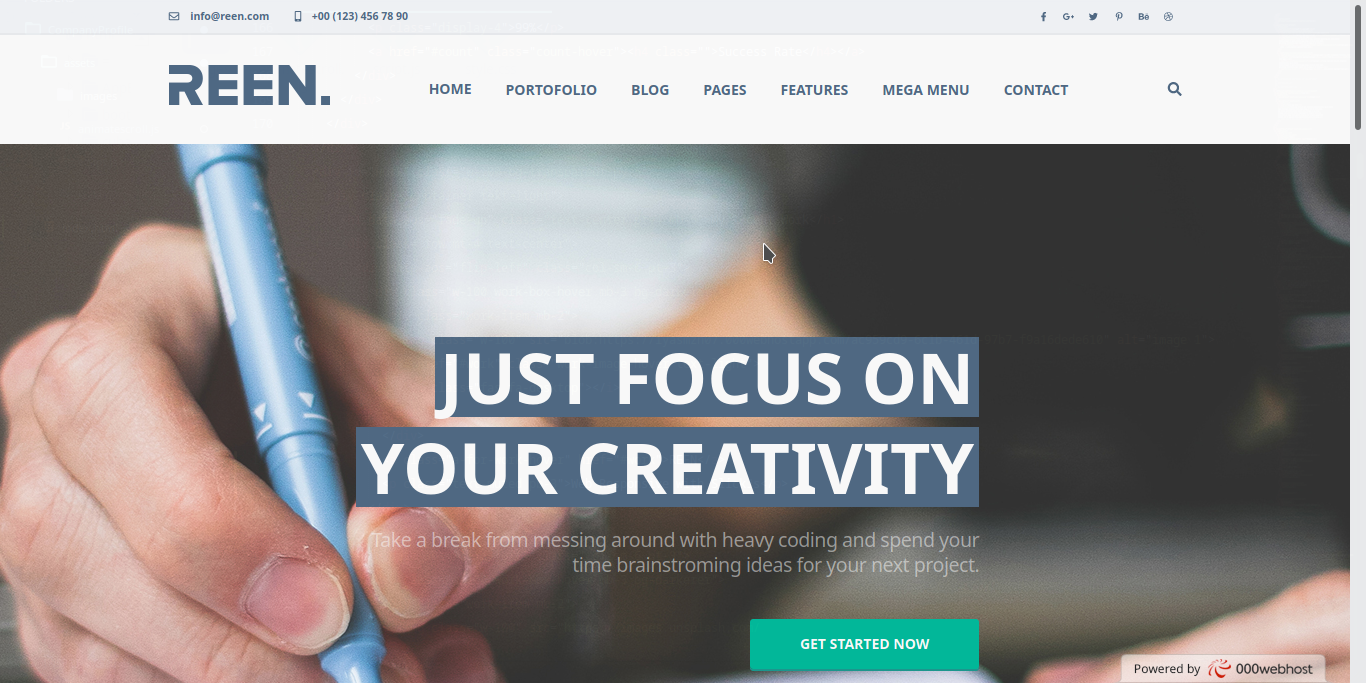 info@reen.com +00 (123) 456 78 90
REEN. HOME PORTOFOLIO BLOG PAGES FEATURES MEGA MENU CONTACT
JUST FOCUS ON
YOUR CREATIVITY
Take a break from messing around with heavy coding and spend your
time brainstroming ideas for your next project.
GET STARTED NOW
Powered by 000webhost